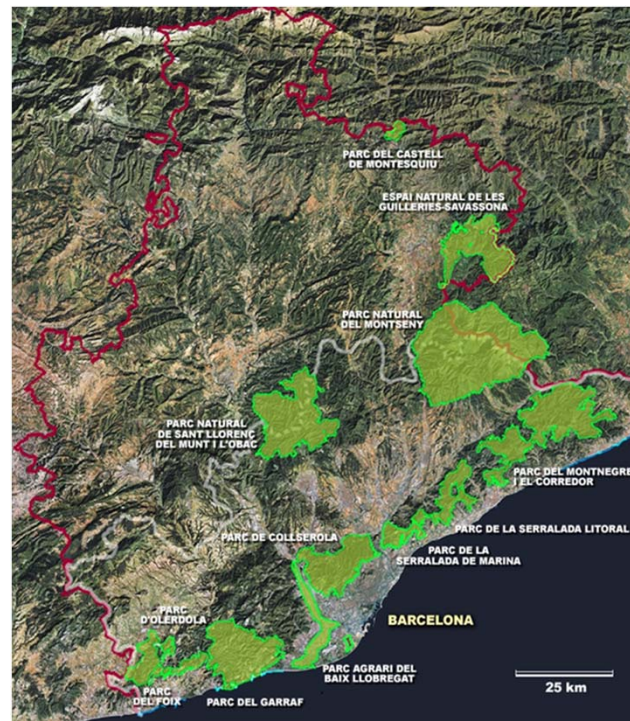 PARC DEL CASTELL
DE MONTESQUIU
ESPAI NATURAL DE LES
GUILLERIES-SAVASSONA
PARC NATURAL
DEL MONTSENY
PARC NATURAL
DE SANT LLORENÇ
DEL MUNT I L'OBAC
PARC DEL MONTNEGRE
I EL CORREDOR
PARC DE LA SERRALADA LITORAL
PARC DE COLLSEROLA
PARC DE LA
SERRALADA DE MARINA
BARCELONA
PARC
D'OLERDOLA
PARC AGRARI DEL
BAIX LLOBREGAT
PARC
DEL FOIX
PARC DEL GARRAF
25 KM